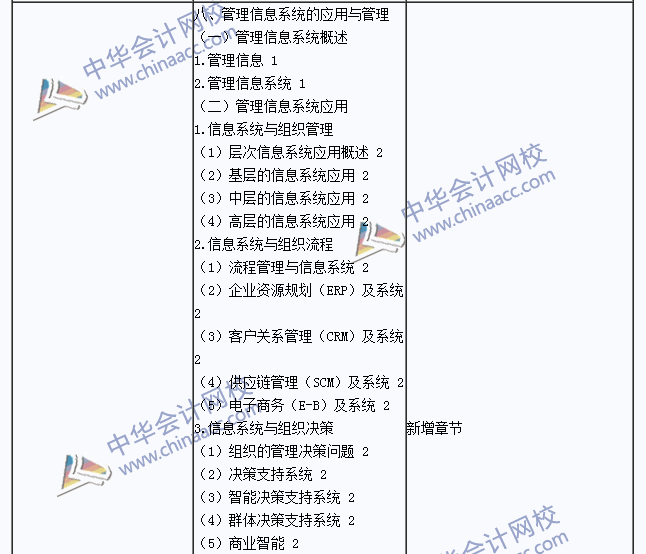 八、管理信息系统的应用与管理
（一）管理信息系统概述
1.管理信息 1
2.管理信息系统 1
（二）管理信息系统应用
1.信息系统与组织管理
（1）层次信息系统应用概述 2
（2）基层的信息系统应用 2
（3）中层的信息系统应用 2
（4）高层的信息系统应用 2
2.信息系统与组织流程
（1）流程管理与信息系统 2
（2）企业资源规划（ERP）及系统
2
（3）客户关系管理（CRM）及系统
2
（4）供应链管理（SCM）及系统 2
（5）电子商务（E-B）及系统 2
3.信息系统与组织决策
新增章节
（1）组织的管理决策问题 2
（2）决策支持系统 2
（3）智能决策支持系统 2
（4）群体决策支持系统 2
（5）商业智能 2
中华会计网校
www.chinaacc.com
中华会计网校
www.chinaacc.com
中华会计网校
www.chinaacc.com
中华会计网校
www.chinaacc.com